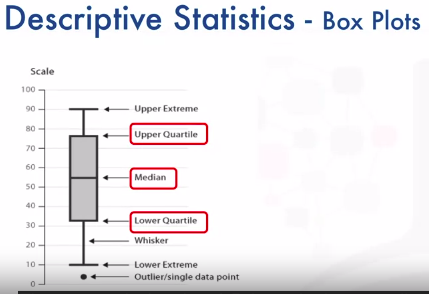 Descriptive Statistics - Box Plots
Scale
100
90
Upper Extreme
80
Upper Quartile
70
60
Median
50
40
30
Lower Quartile
20
Whisker
10
Lower Extreme
0
Outlier/single data point